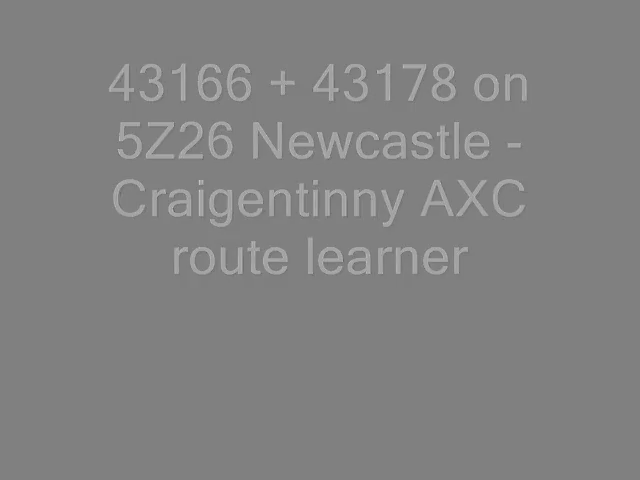 43166 + 43178 on
5Z26 Newcastle -
Craigentinny AXC
route learner